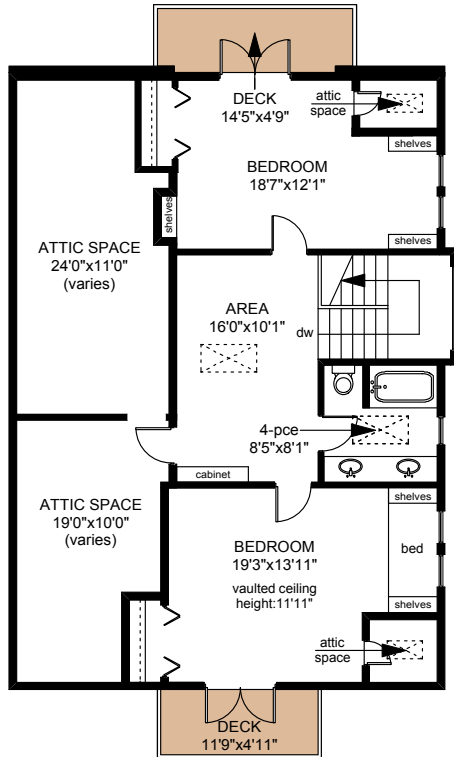 DECK
14'5"x4'9"
attic
space
shelves
BEDROOM
18'7"x12'1"
shelves
shelves
ATTIC SPACE
24'0"x11'0"
(varies)
AREA
16'0"x10'1"
dw
4-pce
8'5"x8'1"
cabinet
ATTIC SPACE
19'0"x10'0"
(varies)
shelves
BEDROOM
19'3"x13'11"
vaulted ceiling
height:11'11"
bed
shelves
attic
space
DECK
11'9"x4'11"